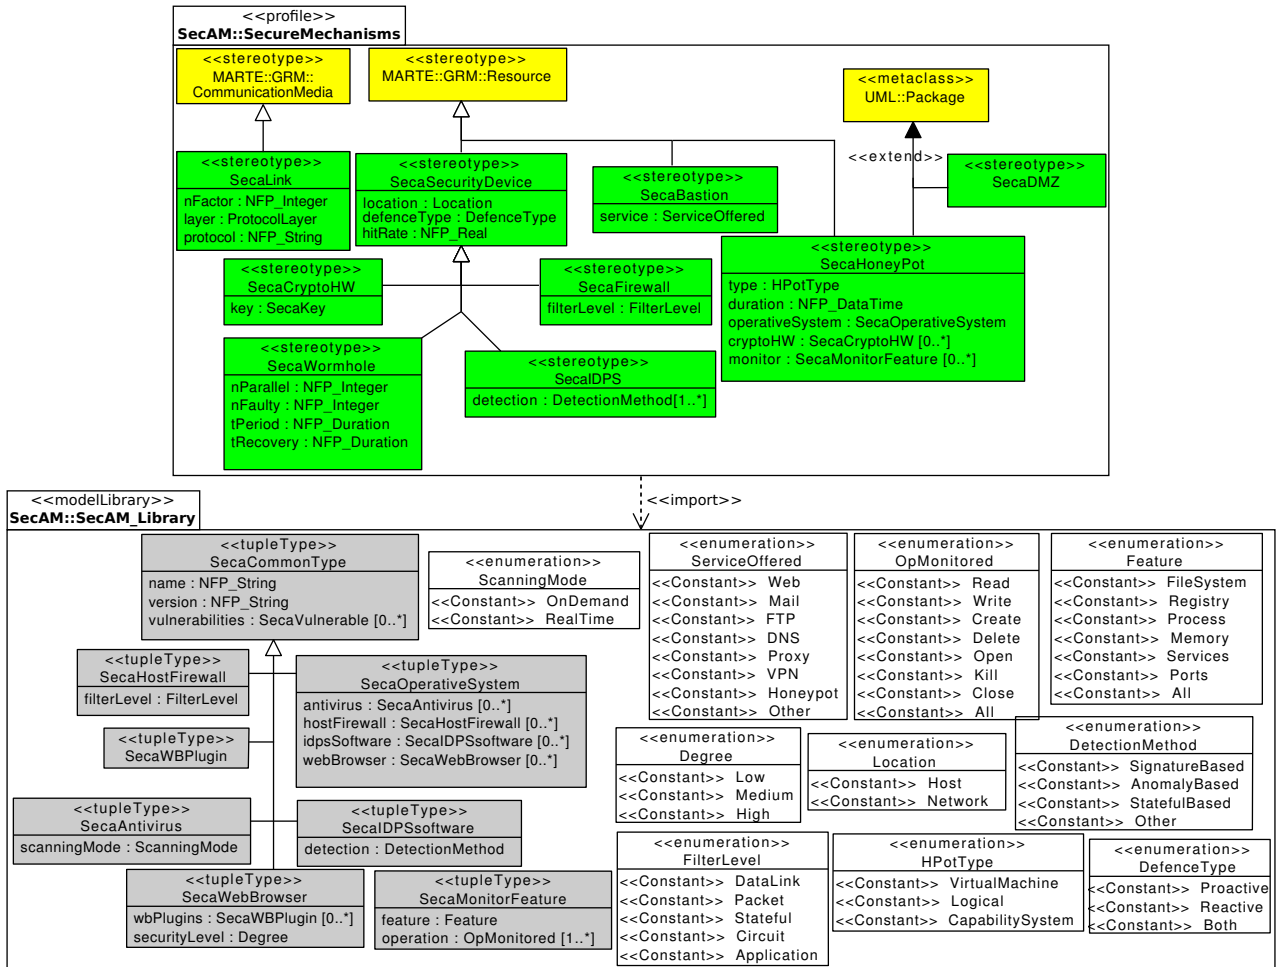 <<profile>>
SecAM::SecureMechanisms
<<stereotype>>
MARTE::GRM::
CommunicationMedia
<<stereotype>>
MARTE::GRM::Resource
<<metaclass>>
UML::Package
<<extend>>
<<stereotype>>
SecaLink
nFactor : NFP_Integer
layer : ProtocolLayer
protocol : NFP_String
<<stereotype>>
SecaSecurityDevice
location : Location
defenceType : DefenceType
hitRate : NFP_Real
<<stereotype>>
SecaBastion
service : ServiceOffered
<<stereotype>>
SecaDMZ
<<stereotype>>
SecaHoneyPot
type : HPotType
duration : NFP_DataTime
operativeSystem : SecaOperativeSystem
cryptoHW : SecaCryptoHW [0..*]
monitor : SecaMonitorFeature [0..*]
<<stereotype>>
SecaCryptoHW
key : SecaKey
<<stereotype>>
SecaFirewall
filterLevel : FilterLevel
<<stereotype>>
SecaWormhole
nParallel : NFP_Integer
nFaulty : NFP_Integer
tPeriod : NFP_Duration
tRecovery : NFP_Duration
<<stereotype>>
SecaIDPS
detection : DetectionMethod[1..*]
<<import>>
<<modelLibrary>>
SecAM::SecAM_Library
<<tupleType>>
SecaCommonType
name : NFP_String
version : NFP_String
vulnerabilities : SecaVulnerable [0..*]
<<enumeration>>
ScanningMode
<<Constant>> OnDemand
<<Constant>> RealTime
<<enumeration>>
ServiceOffered
<<Constant>> Web
<<Constant>> Mail
<<Constant>> FTP
<<Constant>> DNS
<<Constant>> Proxy
<<Constant>> VPN
<<Constant>> Honeypot
<<Constant>> Other
<<enumeration>>
OpMonitored
<<Constant>> Read
<<Constant>> Write
<<Constant>> Create
<<Constant>> Delete
<<Constant>> Open
<<Constant>> Kill
<<Constant>> Close
<<Constant>> All
<<enumeration>>
Feature
<<Constant>> FileSystem
<<Constant>> Registry
<<Constant>> Process
<<Constant>> Memory
<<Constant>> Services
<<Constant>> Ports
<<Constant>> All
<<tupleType>>
SecaHostFirewall
filterLevel : FilterLevel
<<tupleType>>
SecaOperativeSystem
antivirus : SecaAntivirus [0..*]
hostFirewall : SecaHostFirewall [0..*]
idpsSoftware : SecaIDPSsoftware [0..*]
webBrowser : SecaWebBrowser [0..*]
<<tupleType>>
SecaWBPlugin
<<enumeration>>
Degree
<<Constant>> Low
<<Constant>> Medium
<<Constant>> High
<<enumeration>>
Location
<<Constant>> Host
<<Constant>> Network
<<enumeration>>
DetectionMethod
<<Constant>> SignatureBased
<<Constant>> AnomalyBased
<<Constant>> StatefulBased
<<Constant>> Other
<<tupleType>>
SecaAntivirus
scanningMode : ScanningMode
<<tupleType>>
SecaIDPSsoftware
detection : DetectionMethod
<<tupleType>>
SecaWebBrowser
wbPlugins : SecaWBPlugin [0..*]
securityLevel : Degree
<<tupleType>>
SecaMonitorFeature
feature : Feature
operation : OpMonitored [1..*]
<<enumeration>>
FilterLevel
<<Constant>> DataLink
<<Constant>> Packet
<<Constant>> Stateful
<<Constant>> Circuit
<<Constant>> Application
<<enumeration>>
HPotType
<<Constant>> VirtualMachine
<<Constant>> Logical
<<Constant>> CapabilitySystem
<<enumeration>>
DefenceType
<<Constant>> Proactive
<<Constant>> Reactive
<<Constant>> Both